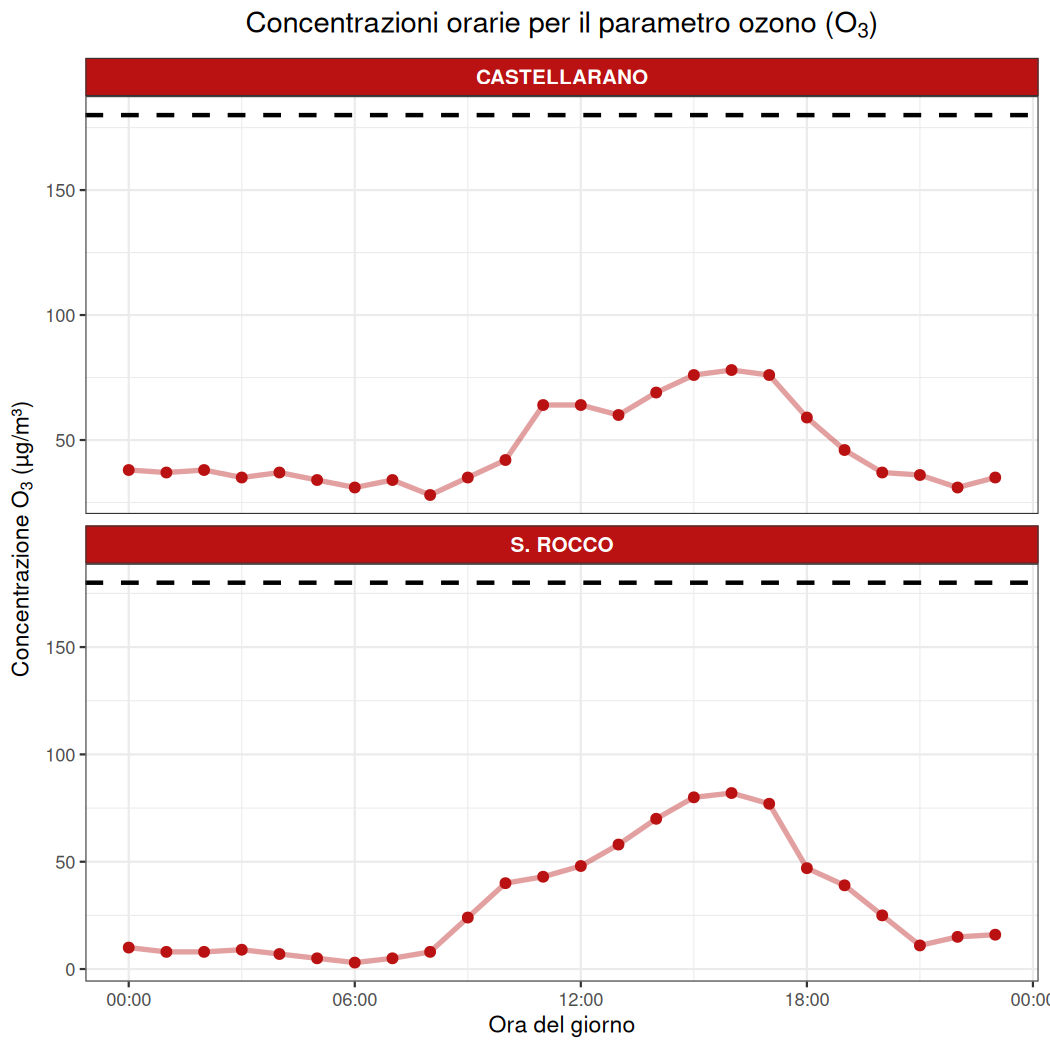 Concentrazioni orarie per il parametro ozono (O₃)
CASTELLARANO
150
100
50
S. ROCCO
150
100
50
0
Concentrazione O₃ (µg/m³)
00:00 06:00 12:00 18:00 00:00
Ora del giorno